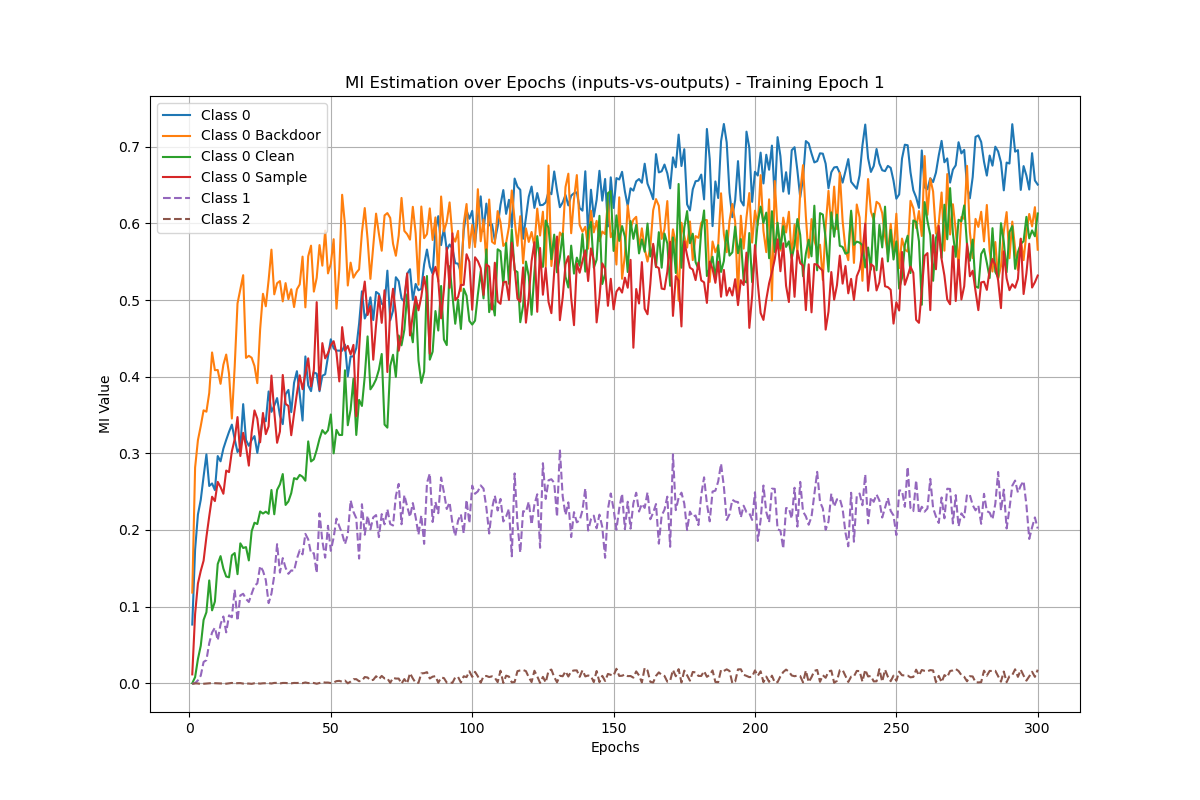 MI Estimation over Epochs (inputs-vs-outputs) - Training Epoch 1
Class 0
Class 0 Backdoor
Class 0 Clean
Class 0 Sample
Class 1
Class 2
MI Value
0.7
0.6
0.5
0.4
0.3
0.2
0.1
0.0
0 50 100 150 200 250 300
Epochs